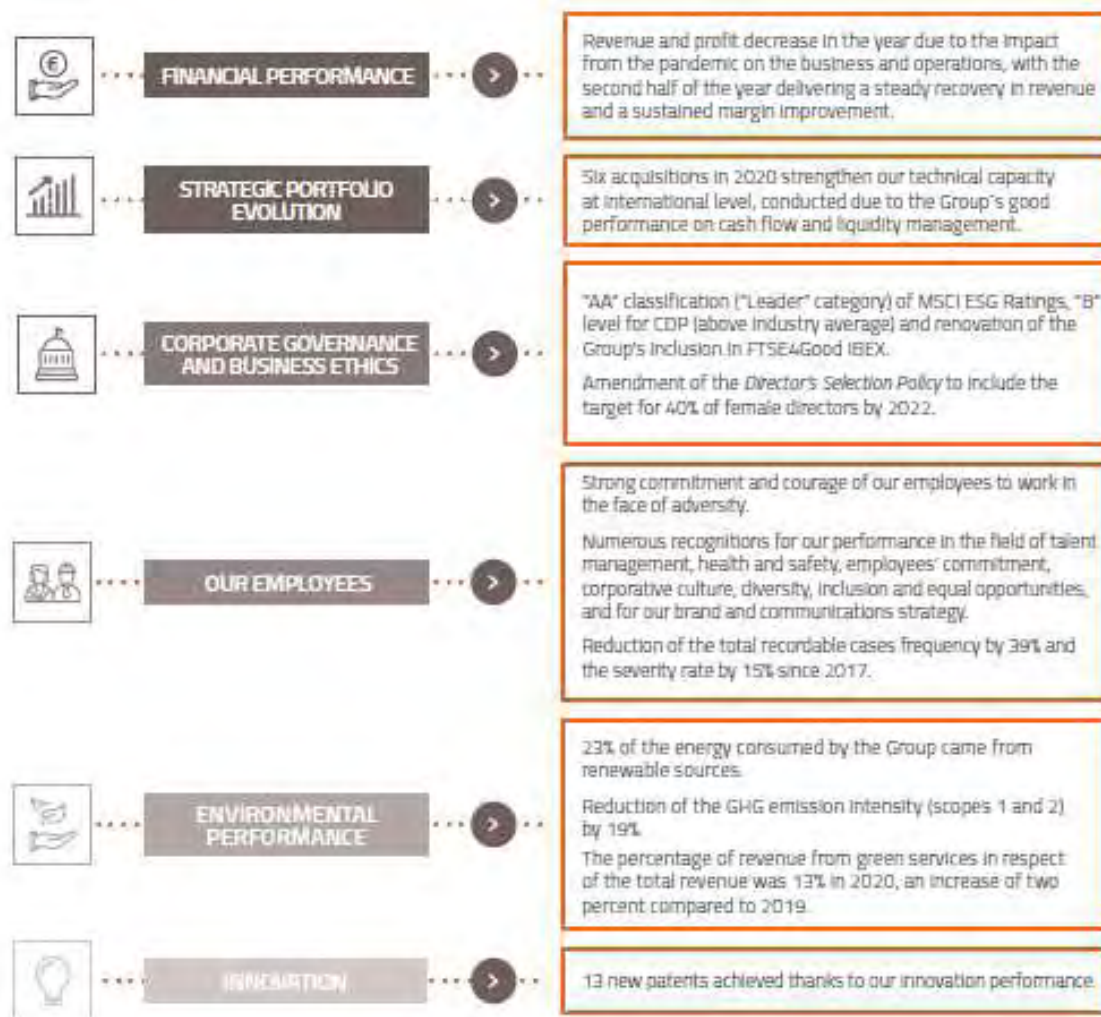 FINANCIAL PERFORMANCE
Revenue and profit decrease in the year due to the impact
from the pandemic on the business and operations, with the
second half of the year delivering a steady recovery in revenue
and a sustained margin improvement.
STRATEGIC PORTFOLIO
EVOLUTION
Six acquisitions in 2020 strengthen our technical capacity
at international level, conducted due to the Group's good
performance on cash flow and liquidity management.
CORPORATE GOVERNANCE
AND BUSINESS ETHICS
"AA" classification ("Leader" category) of MSCI ESG Ratings, "B"
level for CDP (above industry average) and renovation of the
Group's inclusion in FTSE4Good IBEX.
Amendment of the Director's Selection Policy to include the
target for 40% of female directors by 2022.
OUR EMPLOYEES
Strong commitment and courage of our employees to work in
the face of adversity.
Numerous recognitions for our performance in the field of talent
management, health and safety, employees' commitment,
corporative culture, diversity, inclusion and equal opportunities,
and for our brand and communications strategy.
Reduction of the total recordable cases frequency by 39% and
the severity rate by 15% since 2017.
ENVIRONMENTAL
PERFORMANCE
23% of the energy consumed by the Group came from
renewable sources.
Reduction of the GHG emission intensity (scopes 1 and 2)
by 19%
The percentage of revenue from green services in respect
of the total revenue was 13% in 2020, an increase of two
percent compared to 2019.
INNOVATION
13 new patents achieved thanks to our innovation performance